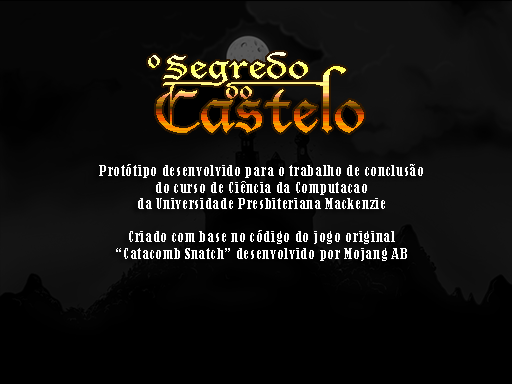 O Segredo
do
Castelo
Protótipo desenvolvido para o trabalho de conclusão
do curso de Ciência da Computacao
da Universidade Presbiteriana Mackenzie
Criado com base no código do jogo original
“Catacomb Snatch” desenvolvido por Mojang AB